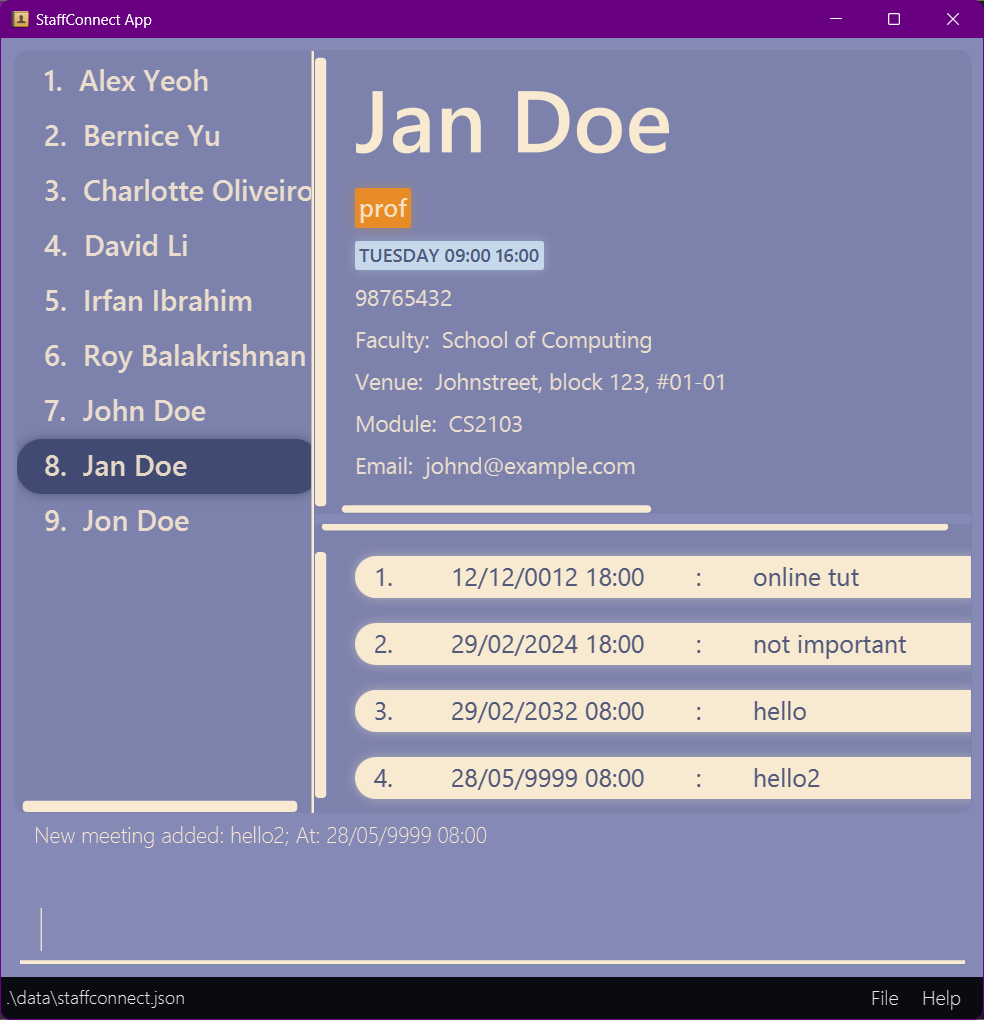 StaffConnect App
1. Alex Yeoh
2. Bernice Yu
3. Charlotte Oliveiro
4. David Li
5. Irfan Ibrahim
6. Roy Balakrishnan
7. John Doe
8. Jan Doe
9. Jon Doe
Jan Doe
prof
TUESDAY 09:00 16:00
98765432
Faculty: School of Computing
Venue: Johnstreet, block 123, #01-01
Module: CS2103
Email: johnd@example.com
1. 12/12/0012 18:00 : online tut
2. 29/02/2024 18:00 : not important
3. 29/02/2032 08:00 : hello
4. 28/05/9999 08:00 : hello2
New meeting added: hello2; At: 28/05/9999 08:00
.\data\staffconnect.json
File Help